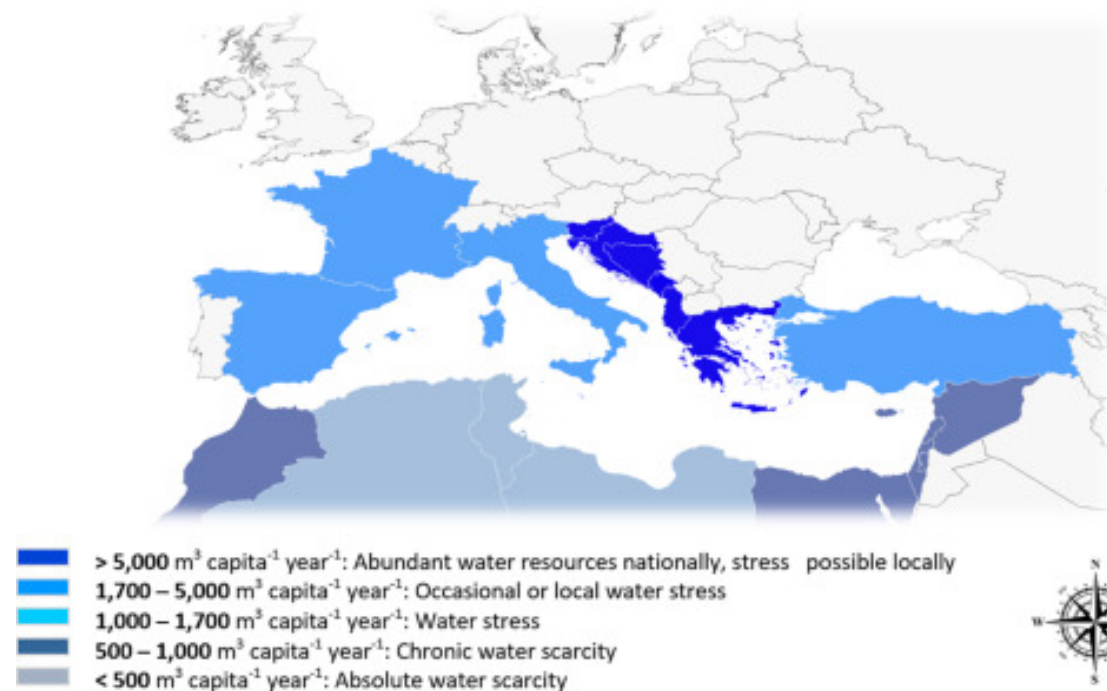 > 5,000 m³ capita⁻¹ year⁻¹: Abundant water resources nationally, stress possible locally
1,700 – 5,000 m³ capita⁻¹ year⁻¹: Occasional or local water stress
1,000 – 1,700 m³ capita⁻¹ year⁻¹: Water stress
500 – 1,000 m³ capita⁻¹ year⁻¹: Chronic water scarcity
< 500 m³ capita⁻¹ year⁻¹: Absolute water scarcity
N
W
S